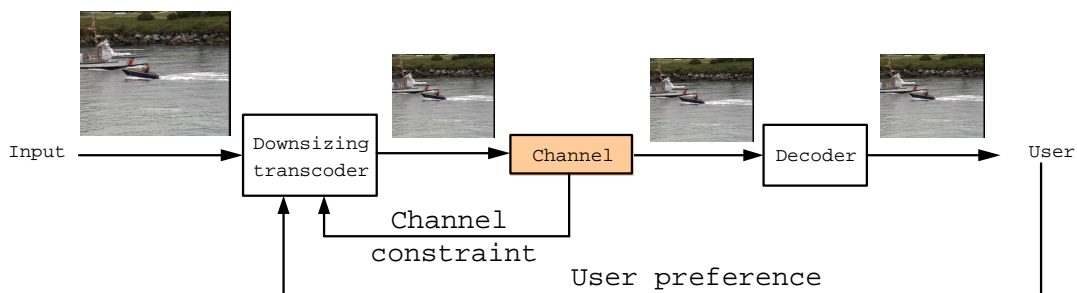 Input
Downsizing
transcoder
Channel
Decoder
User
Channel
constraint
User preference